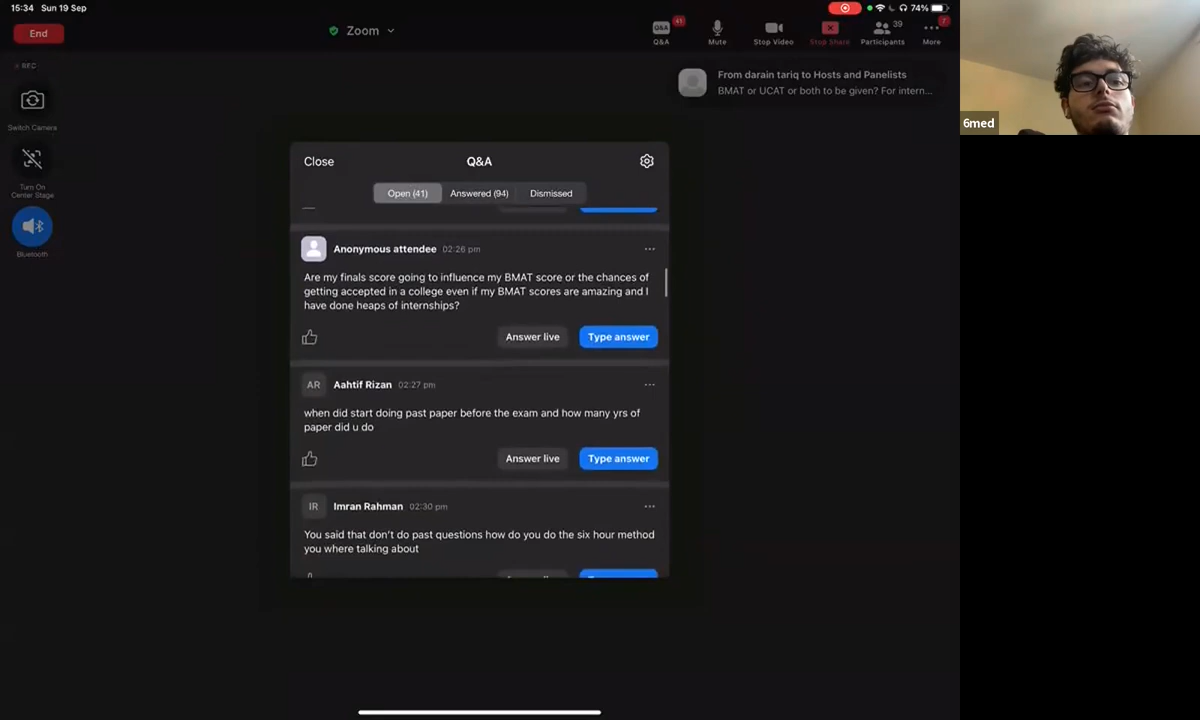 15:34 Sun 19 Sep
74%
End
Zoom
41
Q&A
Q&A
Mute
Stop Video
Stop Share
39
Participants
7
More
REC
Switch Camera
Turn On
Center Stage
Bluetooth
From darain tariq to Hosts and Panelists
BMAT or UCAT or both to be given? For intern...
6med
Close
Q&A
Open (41)
Answered (94)
Dismissed
Anonymous attendee 02:26 pm
Are my finals score going to influence my BMAT score or the chances of
getting accepted in a college even if my BMAT scores are amazing and I
have done heaps of internships?
Answer live
Type answer
AR
Aahtif Rizan 02:27 pm
when did start doing past paper before the exam and how many yrs of
paper did u do
Answer live
Type answer
IR
Imran Rahman 02:30 pm
You said that don't do past questions how do you do the six hour method
you where talking about